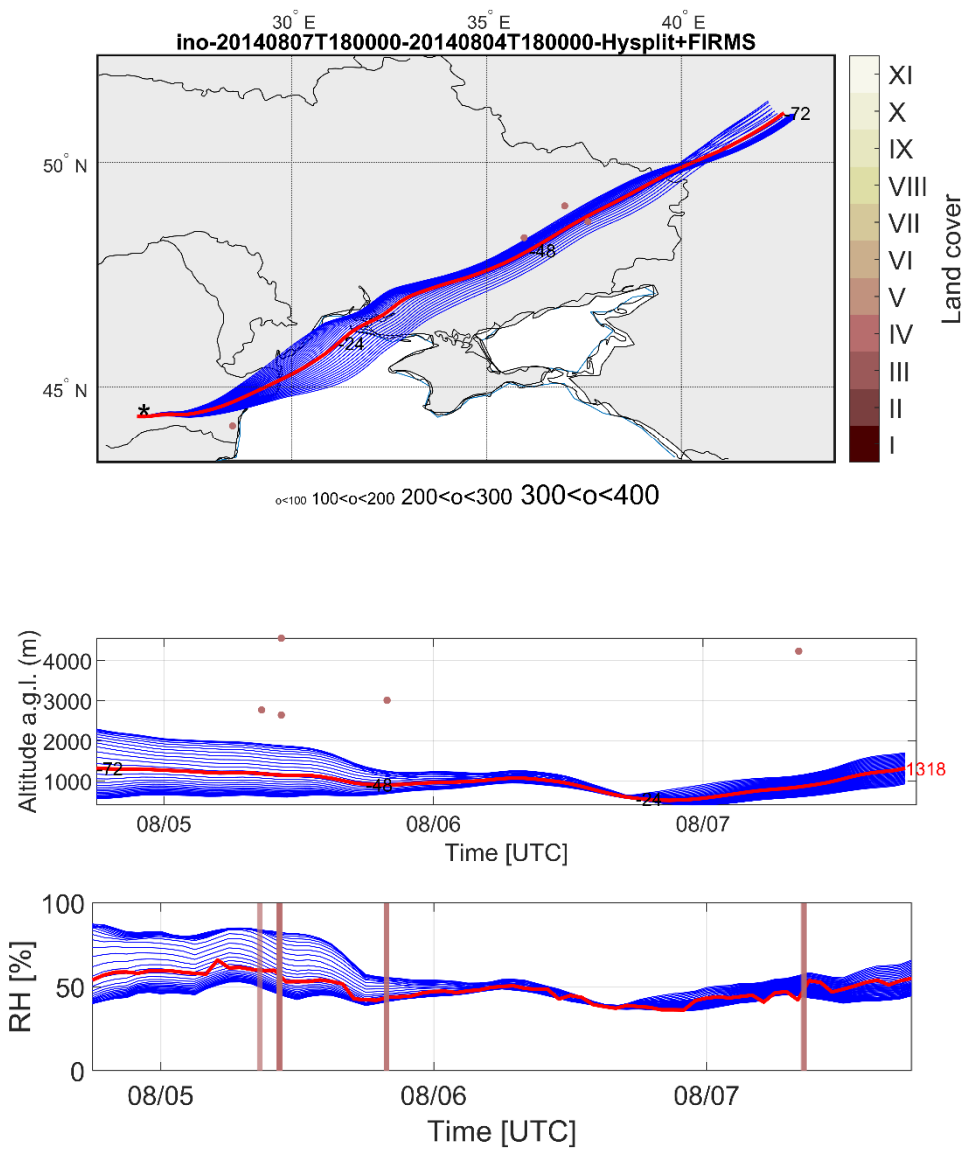 30° E 35° E 40° E
ino-20140807T180000-20140804T180000-Hysplit+FIRMS
-72
50° N
-48
-24
45° N
*
XI
X
IX
VIII
VII
VI
V
IV
III
II
I
Land cover
o<100 100<o<200 200<o<300 300<o<400
Altitude a.g.l. (m)
4000
3000
2000
1000
-72
-48
-24
1318
08/05 08/06 08/07
Time [UTC]
RH [%]
100
50
0
08/05 08/06 08/07
Time [UTC]